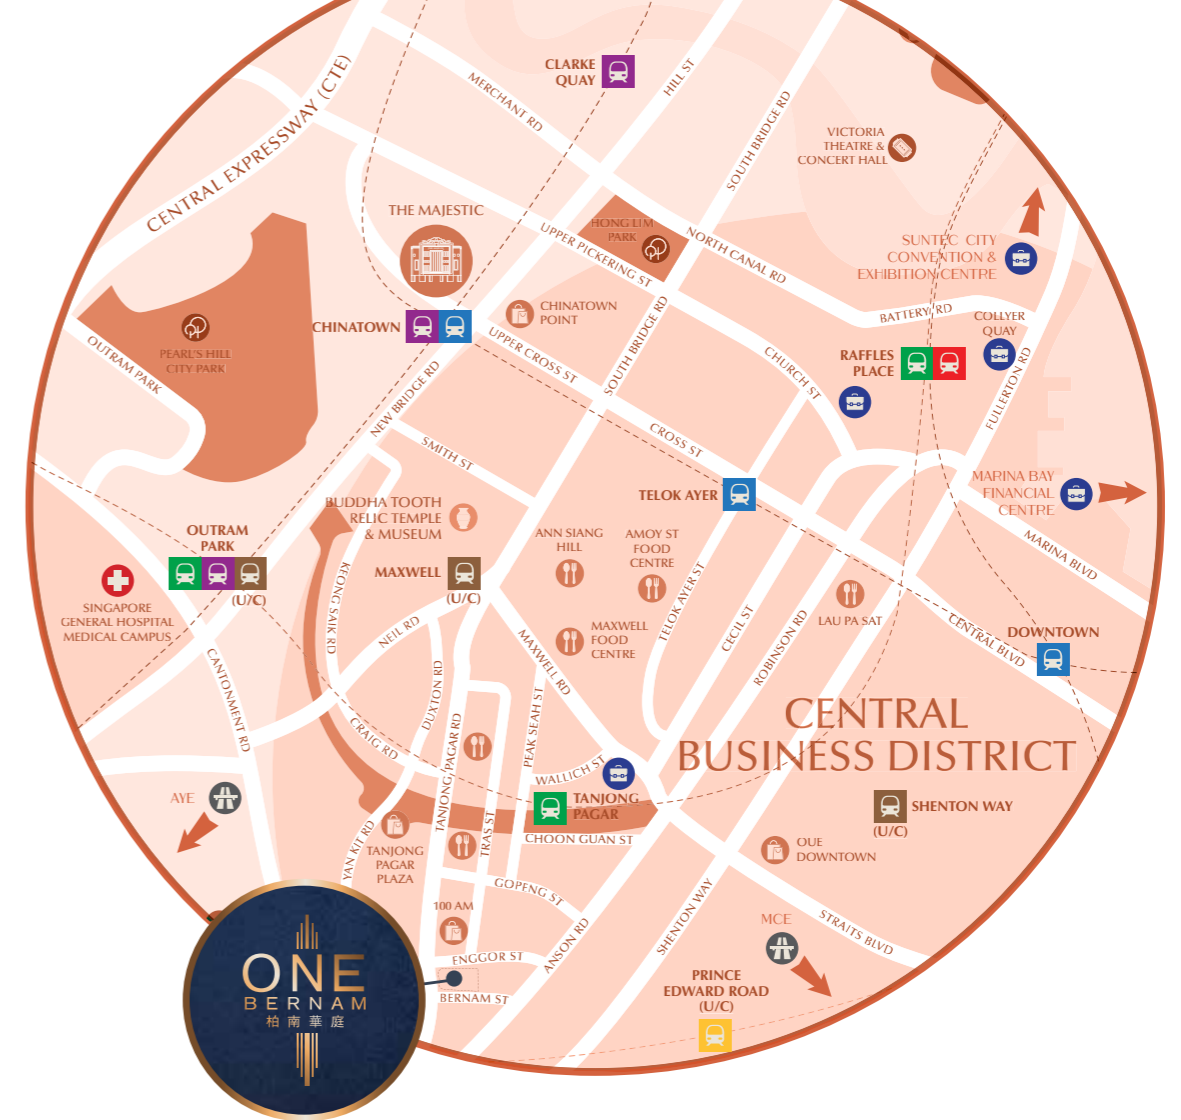 CLARKE
QUAY
HILL ST
MERCHANT RD
SOUTH BRIDGE RD
CENTRAL EXPRESSWAY (CTE)
VICTORIA
THEATRE &
CONCERT HALL
THE MAJESTIC
HONG LIM
PARK
UPPER PICKERING ST
NORTH CANAL RD
SUNTEC CITY
CONVENTION &
EXHIBITION CENTRE
BATTERY RD
COLLYER
QUAY
CHINATOWN
CHINATOWN
POINT
UPPER CROSS ST
SOUTH BRIDGE RD
CHURCH ST
RAFFLES
PLACE
FULLERTON RD
PEARL'S HILL
CITY PARK
OUTRAM PARK
NEW BRIDGE RD
SMITH ST
CROSS ST
TELOK AYER
MARINA BAY
FINANCIAL
CENTRE
MARINA BLVD
BUDDHA TOOTH
RELIC TEMPLE
& MUSEUM
OUTRAM
PARK
(U/C)
MAXWELL
(U/C)
ANN SIANG
HILL
AMOY ST
FOOD
CENTRE
SINGAPORE
GENERAL HOSPITAL
MEDICAL CAMPUS
KEONG SAIK RD
NEIL RD
MAXWELL
FOOD
CENTRE
MAXWELL RD
TELOK AYER ST
CECIL ST
ROBINSON RD
LAU PA SAT
CENTRAL BLVD
DOWNTOWN
CANTONMENT RD
DUXTON RD
CRAIG RD
TANJONG PAGAR RD
PEAK SEAH ST
WALLICH ST
CENTRAL
BUSINESS DISTRICT
AYE
TANJONG
PAGAR
SHENTON WAY
(U/C)
YAN KIT RD
TANJONG
PAGAR
PLAZA
TRAS ST
CHOON GUAN ST
OUE
DOWNTOWN
GOPENG ST
100 AM
ANSON RD
SHENTON WAY
STRAITS BLVD
MCE
ENGGOR ST
BERNAM ST
PRINCE
EDWARD ROAD
(U/C)
ONE
BERNAM
柏南華庭